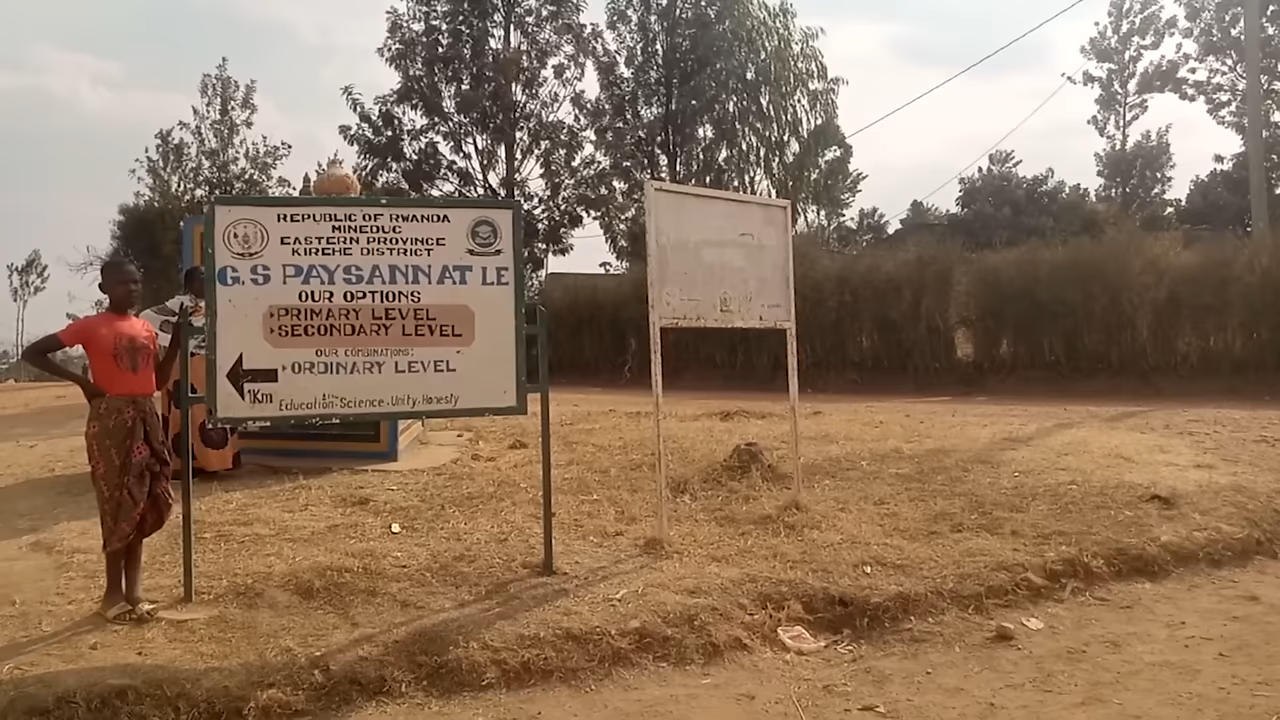 REPUBLIC OF RWANDA
MINEDUC
EASTERN PROVINCE
KIREHE DISTRICT
G.S PAYSANNAT LE
OUR OPTIONS
PRIMARY LEVEL
SECONDARY LEVEL
OUR COMBINATIONS:
ORDINARY LEVEL
1Km
Education.Science.Unity.Honesty